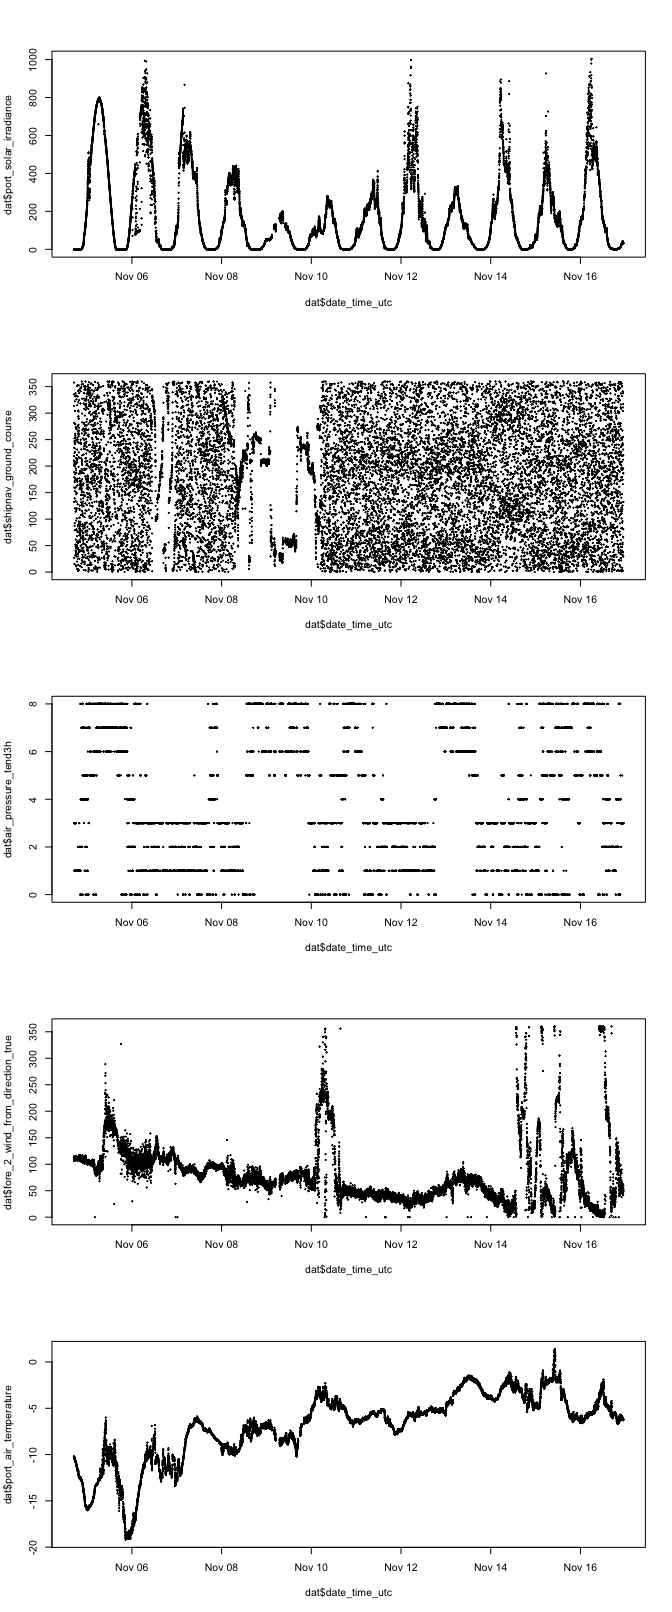 dat$port_solar_irradiance
0 200 400 600 800 1000
Nov 06 Nov 08 Nov 10 Nov 12 Nov 14 Nov 16
dat$date_time_utc
dat$shipnav_ground_course
0 50 100 150 200 250 300 350
Nov 06 Nov 08 Nov 10 Nov 12 Nov 14 Nov 16
dat$date_time_utc
dat$air_pressure_tend3h
0 2 4 6 8
Nov 06 Nov 08 Nov 10 Nov 12 Nov 14 Nov 16
dat$date_time_utc
dat$fore_2_wind_from_direction_true
0 50 100 150 200 250 300 350
Nov 06 Nov 08 Nov 10 Nov 12 Nov 14 Nov 16
dat$date_time_utc
dat$port_air_temperature
-20 -15 -10 -5 0
Nov 06 Nov 08 Nov 10 Nov 12 Nov 14 Nov 16
dat$date_time_utc